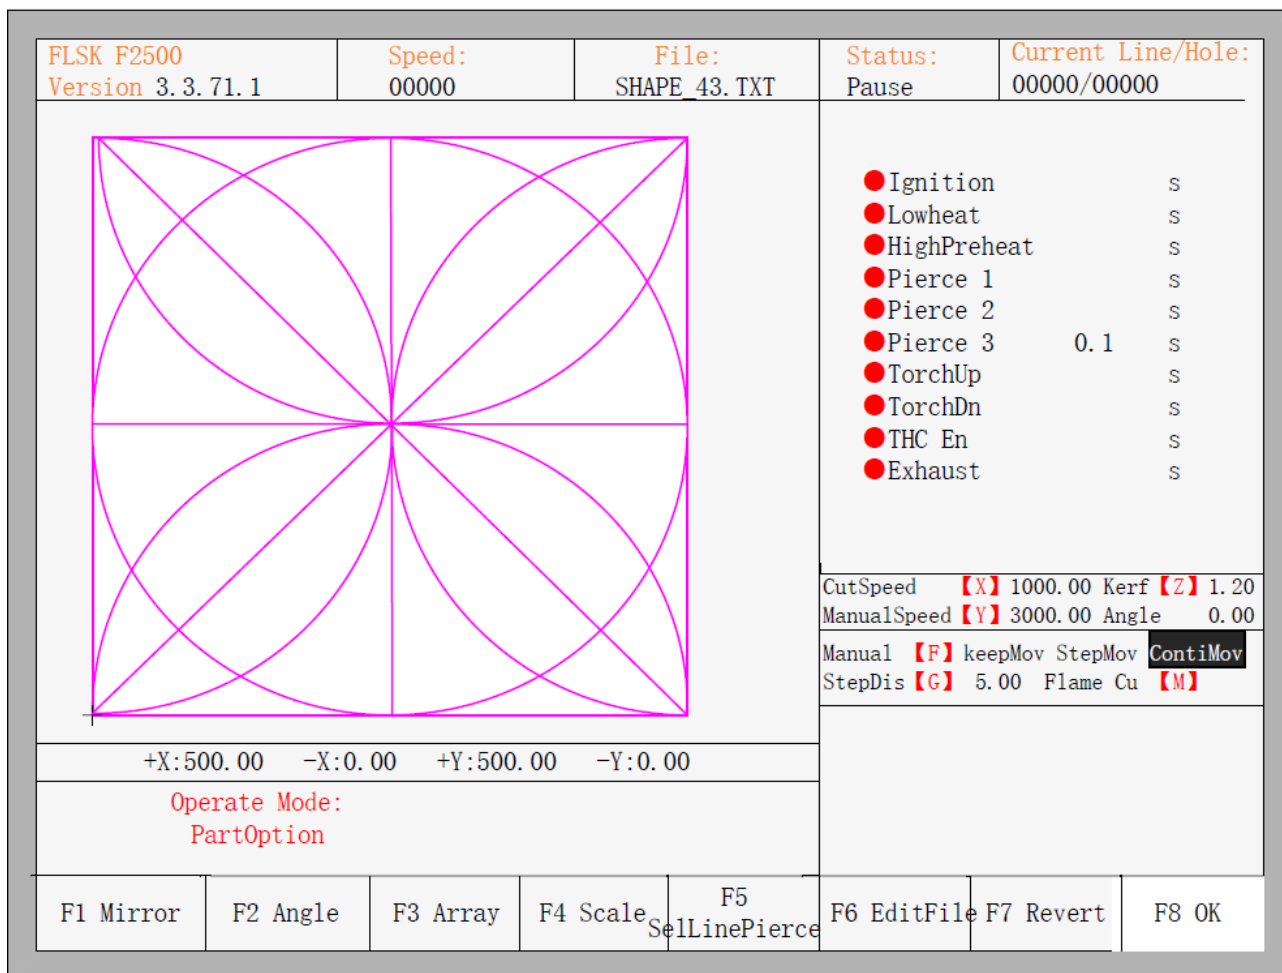 FLSK F2500
Version 3.3.71.1
Speed:
00000
File:
SHAPE_43.TXT
Status:
Pause
Current Line/Hole:
00000/00000
Ignition s
Lowheat s
HighPreheat s
Pierce 1 s
Pierce 2 s
Pierce 3 0.1 s
TorchUp s
TorchDn s
THC En s
Exhaust s
CutSpeed 【X】 1000.00 Kerf 【Z】 1.20
ManualSpeed 【Y】 3000.00 Angle 0.00
Manual 【F】 keepMov StepMov ContiMov
StepDis 【G】 5.00 Flame Cu 【M】
+X:500.00 -X:0.00 +Y:500.00 -Y:0.00
Operate Mode:
PartOption
F1 Mirror
F2 Angle
F3 Array
F4 Scale
F5
SelLinePierce
F6 EditFile
F7 Revert
F8 OK